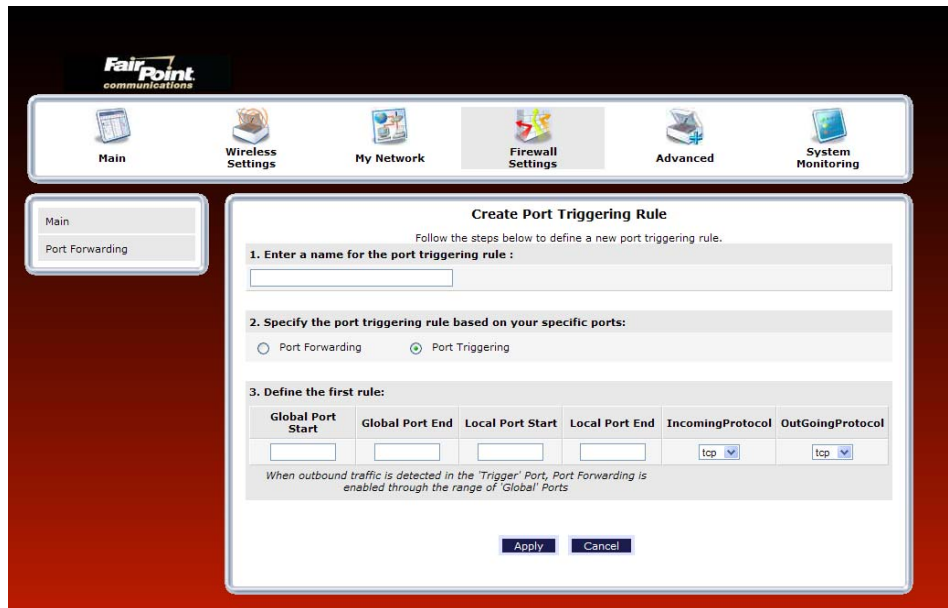 FairPoint
communications
Main
Wireless
Settings
My Network
Firewall
Settings
Advanced
System
Monitoring
Main
Port Forwarding
Create Port Triggering Rule
Follow the steps below to define a new port triggering rule.
1. Enter a name for the port triggering rule :
2. Specify the port triggering rule based on your specific ports:
Port Forwarding
Port Triggering
3. Define the first rule:
Global Port
Start
Global Port End
Local Port Start
Local Port End
IncomingProtocol
OutGoingProtocol
tcp
tcp
When outbound traffic is detected in the 'Trigger' Port, Port Forwarding is
enabled through the range of 'Global' Ports
Apply
Cancel